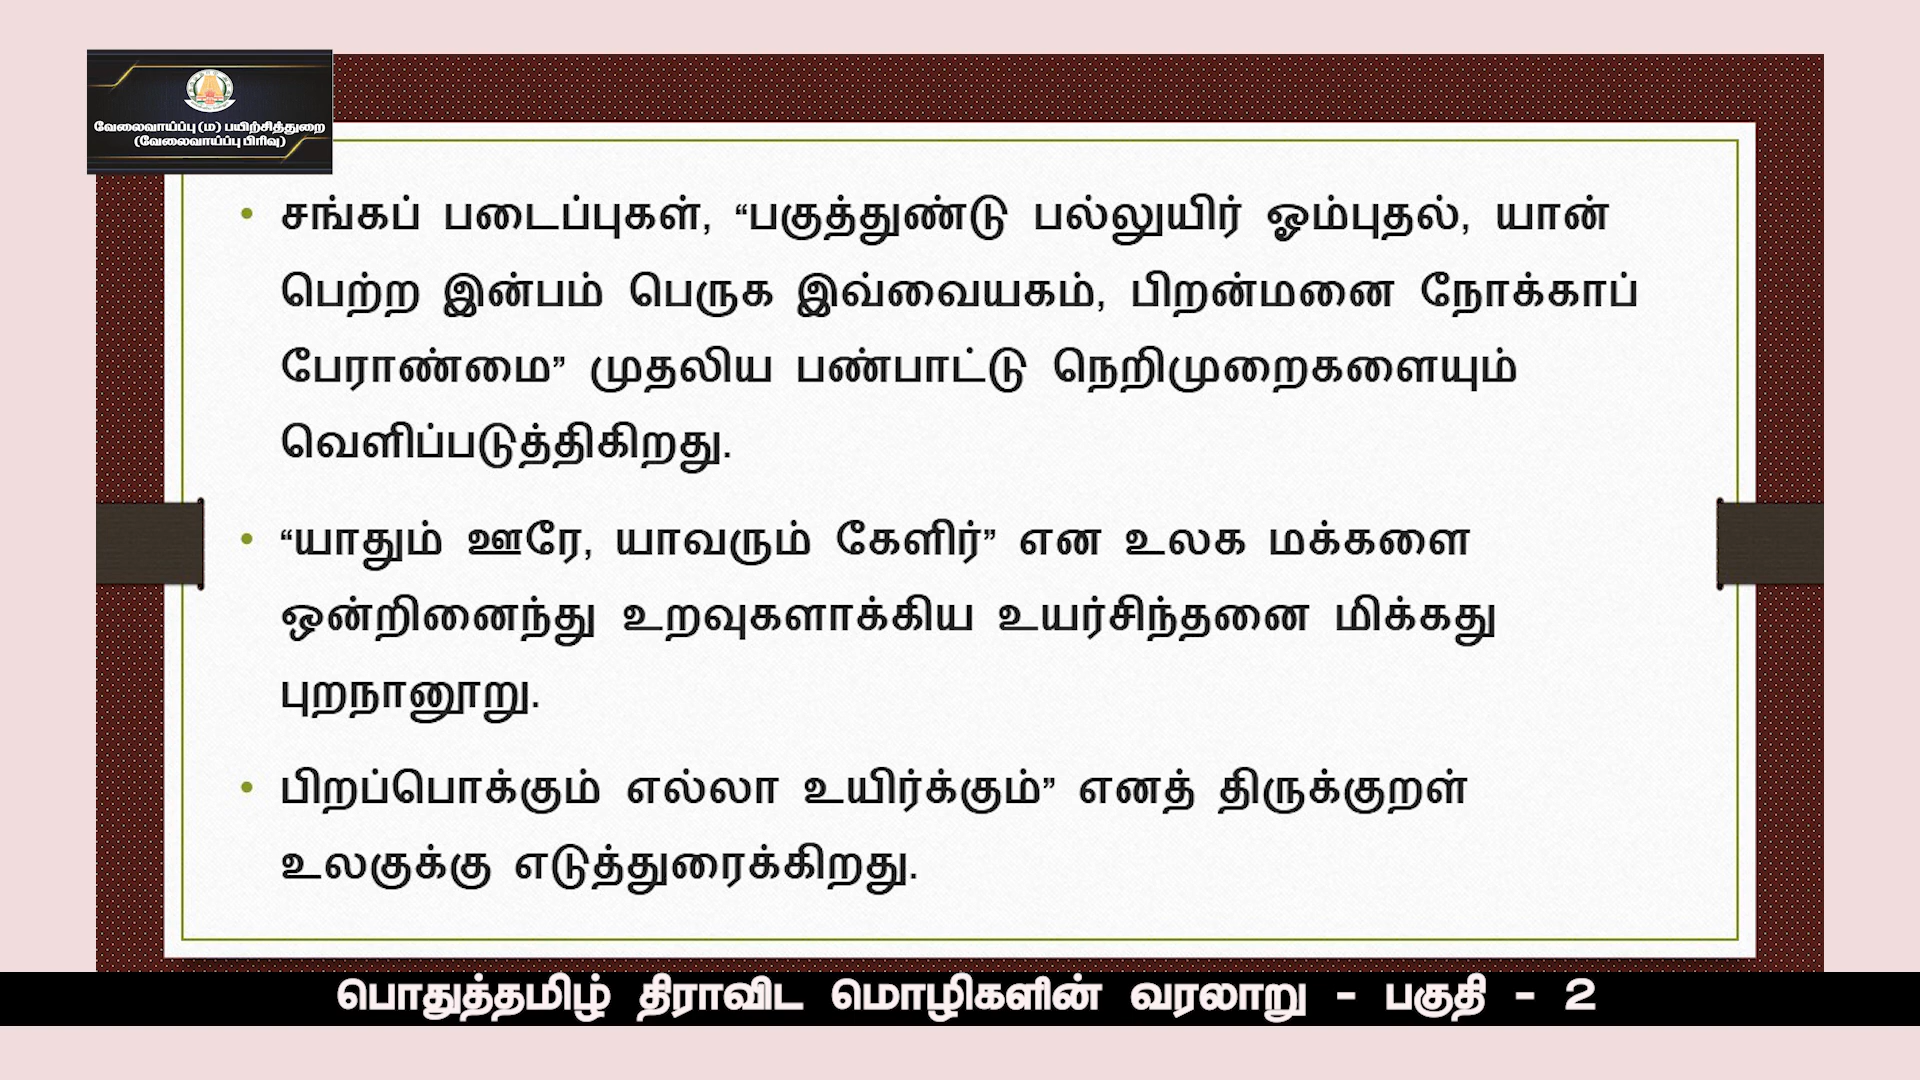 வேலைவாய்ப்பு (ம) பயிற்சித்துறை
(வேலைவாய்ப்பு பிரிவு)
• சங்கப் படைப்புகள், “பகுத்துண்டு பல்லுயிர் ஓம்புதல், யான்
பெற்ற இன்பம் பெருக இவ்வையகம், பிறன்மனை நோக்காப்
பேராண்மை” முதலிய பண்பாட்டு நெறிமுறைகளையும்
வெளிப்படுத்திகிறது.
• “யாதும் ஊரே, யாவரும் கேளிர்” என உலக மக்களை
ஒன்றினைந்து உறவுகளாக்கிய உயர்சிந்தனை மிக்கது
புறநானூறு.
• பிறப்பொக்கும் எல்லா உயிர்க்கும்” எனத் திருக்குறள்
உலகுக்கு எடுத்துரைக்கிறது.
பொதுத்தமிழ் திராவிட மொழிகளின் வரலாறு - பகுதி - 2